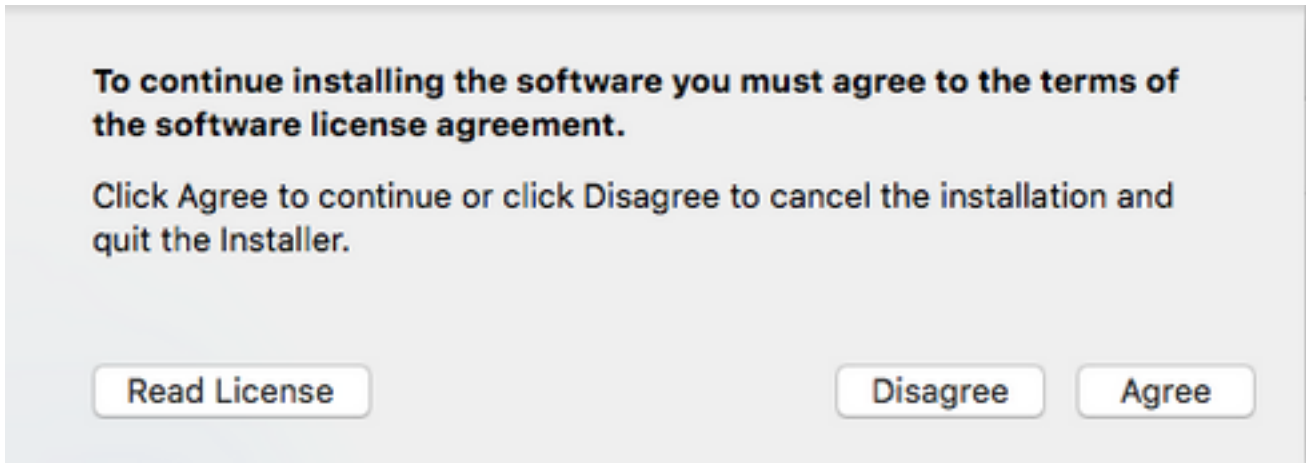 To continue installing the software you must agree to the terms of
the software license agreement.
Click Agree to continue or click Disagree to cancel the installation and
quit the Installer.
Read License
Disagree
Agree